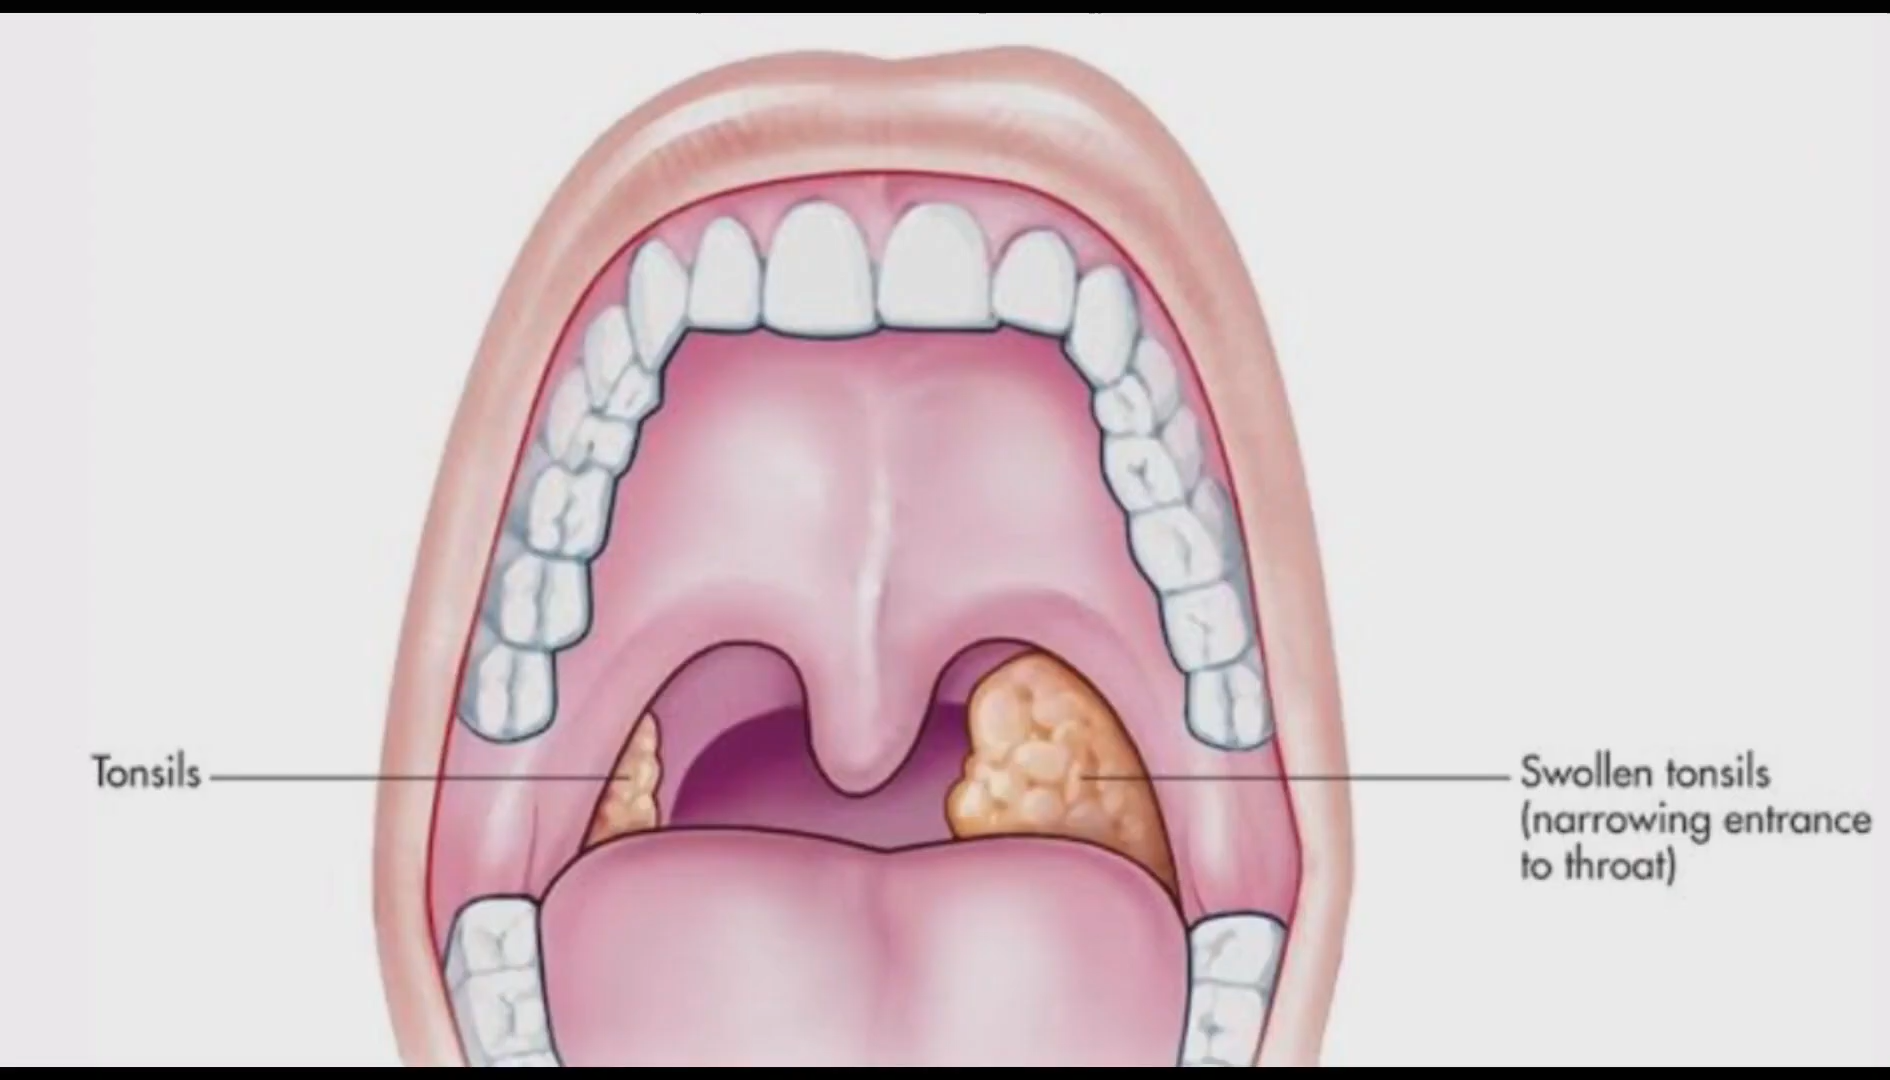 Tonsils
Swollen tonsils
(narrowing entrance
to throat)